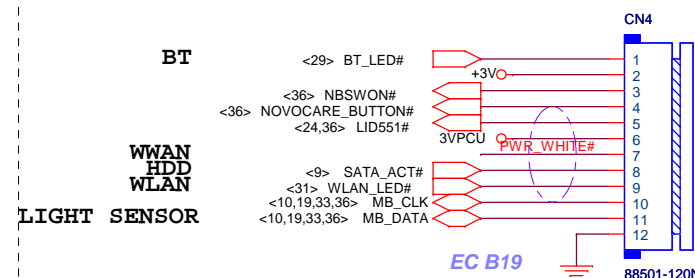 CN4
BT <29> BT_LED# 1
+3V 2
<36> NBSWON# 3
<36> NOVOCARE_BUTTON# 4
<24,36> LID551# 5
3VPCU 6
PWR_WHITE#
WWAN 7
HDD <9> SATA_ACT# 8
WLAN <31> WLAN_LED# 9
<10,19,33,36> MB_CLK 10
LIGHT SENSOR <10,19,33,36> MB_DATA 11
12
EC B19